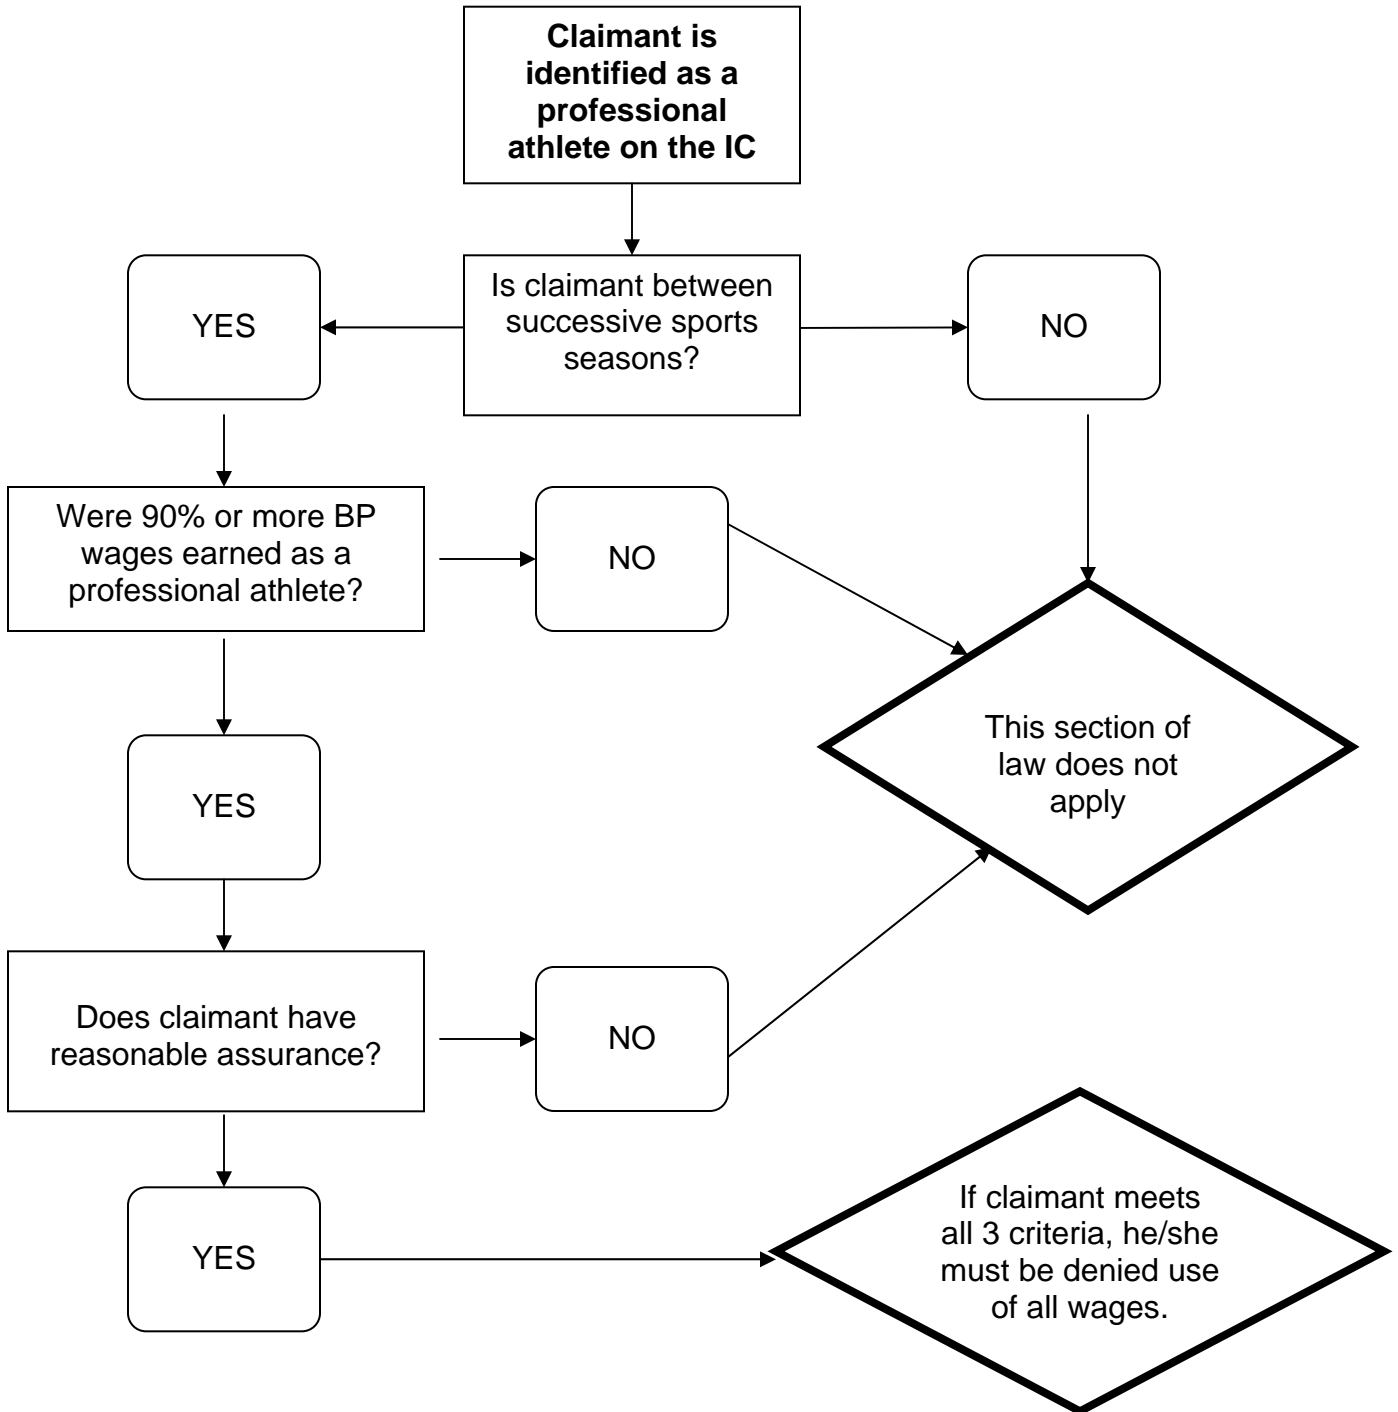 Claimant is
identified as a
professional
athlete on the IC
YES
Is claimant between
successive sports
seasons?
NO
Were 90% or more BP
wages earned as a
professional athlete?
NO
This section of
law does not
apply
YES
Does claimant have
reasonable assurance?
NO
YES
If claimant meets
all 3 criteria, he/she
must be denied use
of all wages.